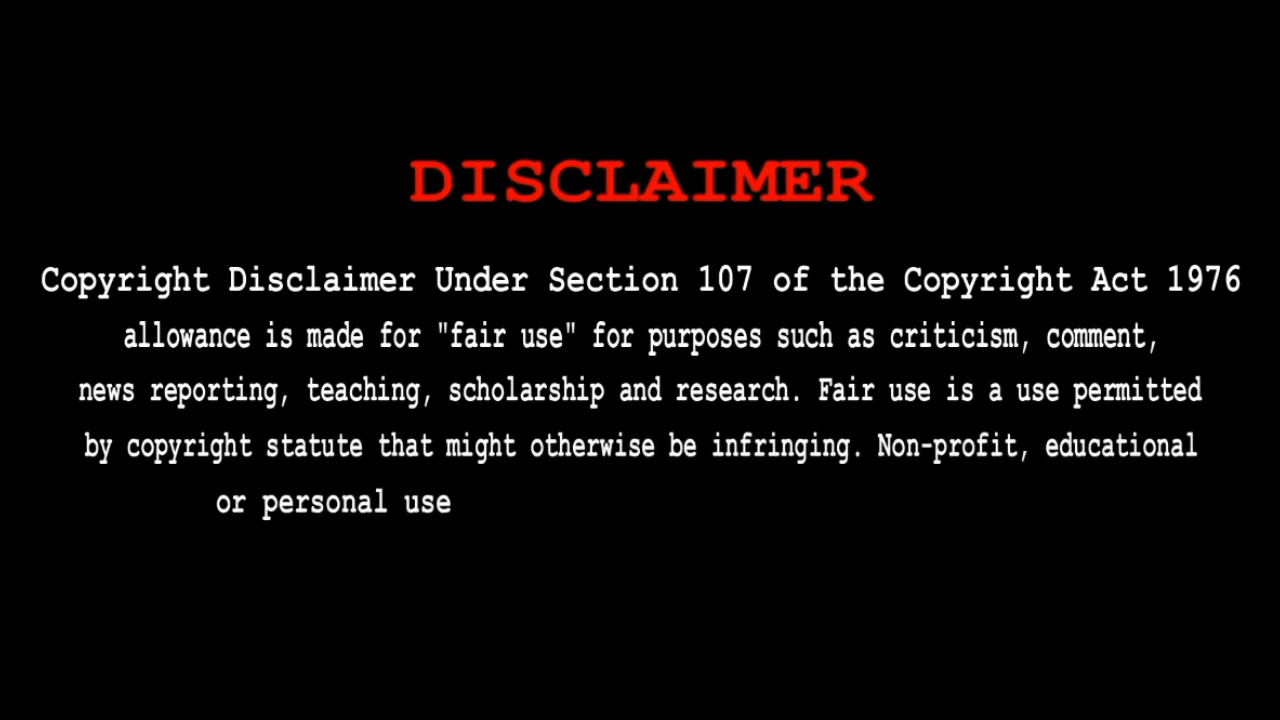 DISCLAIMER
Copyright Disclaimer Under Section 107 of the Copyright Act 1976
allowance is made for "fair use" for purposes such as criticism, comment,
news reporting, teaching, scholarship and research. Fair use is a use permitted
by copyright statute that might otherwise be infringing. Non-profit, educational
or personal use